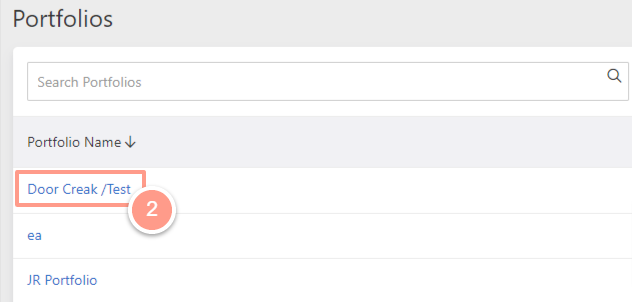 Portfolios
Search Portfolios
Portfolio Name
Door Creak /Test
2
ea
JR Portfolio